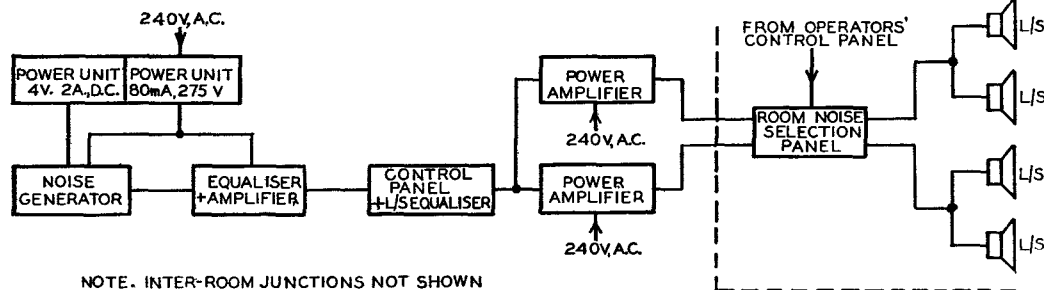 240V, A.C.
POWER UNIT
4V. 2A., D.C.
POWER UNIT
80mA, 275 V
NOISE
GENERATOR
EQUALISER
+AMPLIFIER
CONTROL
PANEL
+L/S EQUALISER
POWER
AMPLIFIER
240V, A.C.
POWER
AMPLIFIER
240V, A.C.
FROM OPERATORS'
CONTROL PANEL
ROOM NOISE
SELECTION
PANEL
L/S
L/S
L/S
L/S
NOTE. INTER-ROOM JUNCTIONS NOT SHOWN